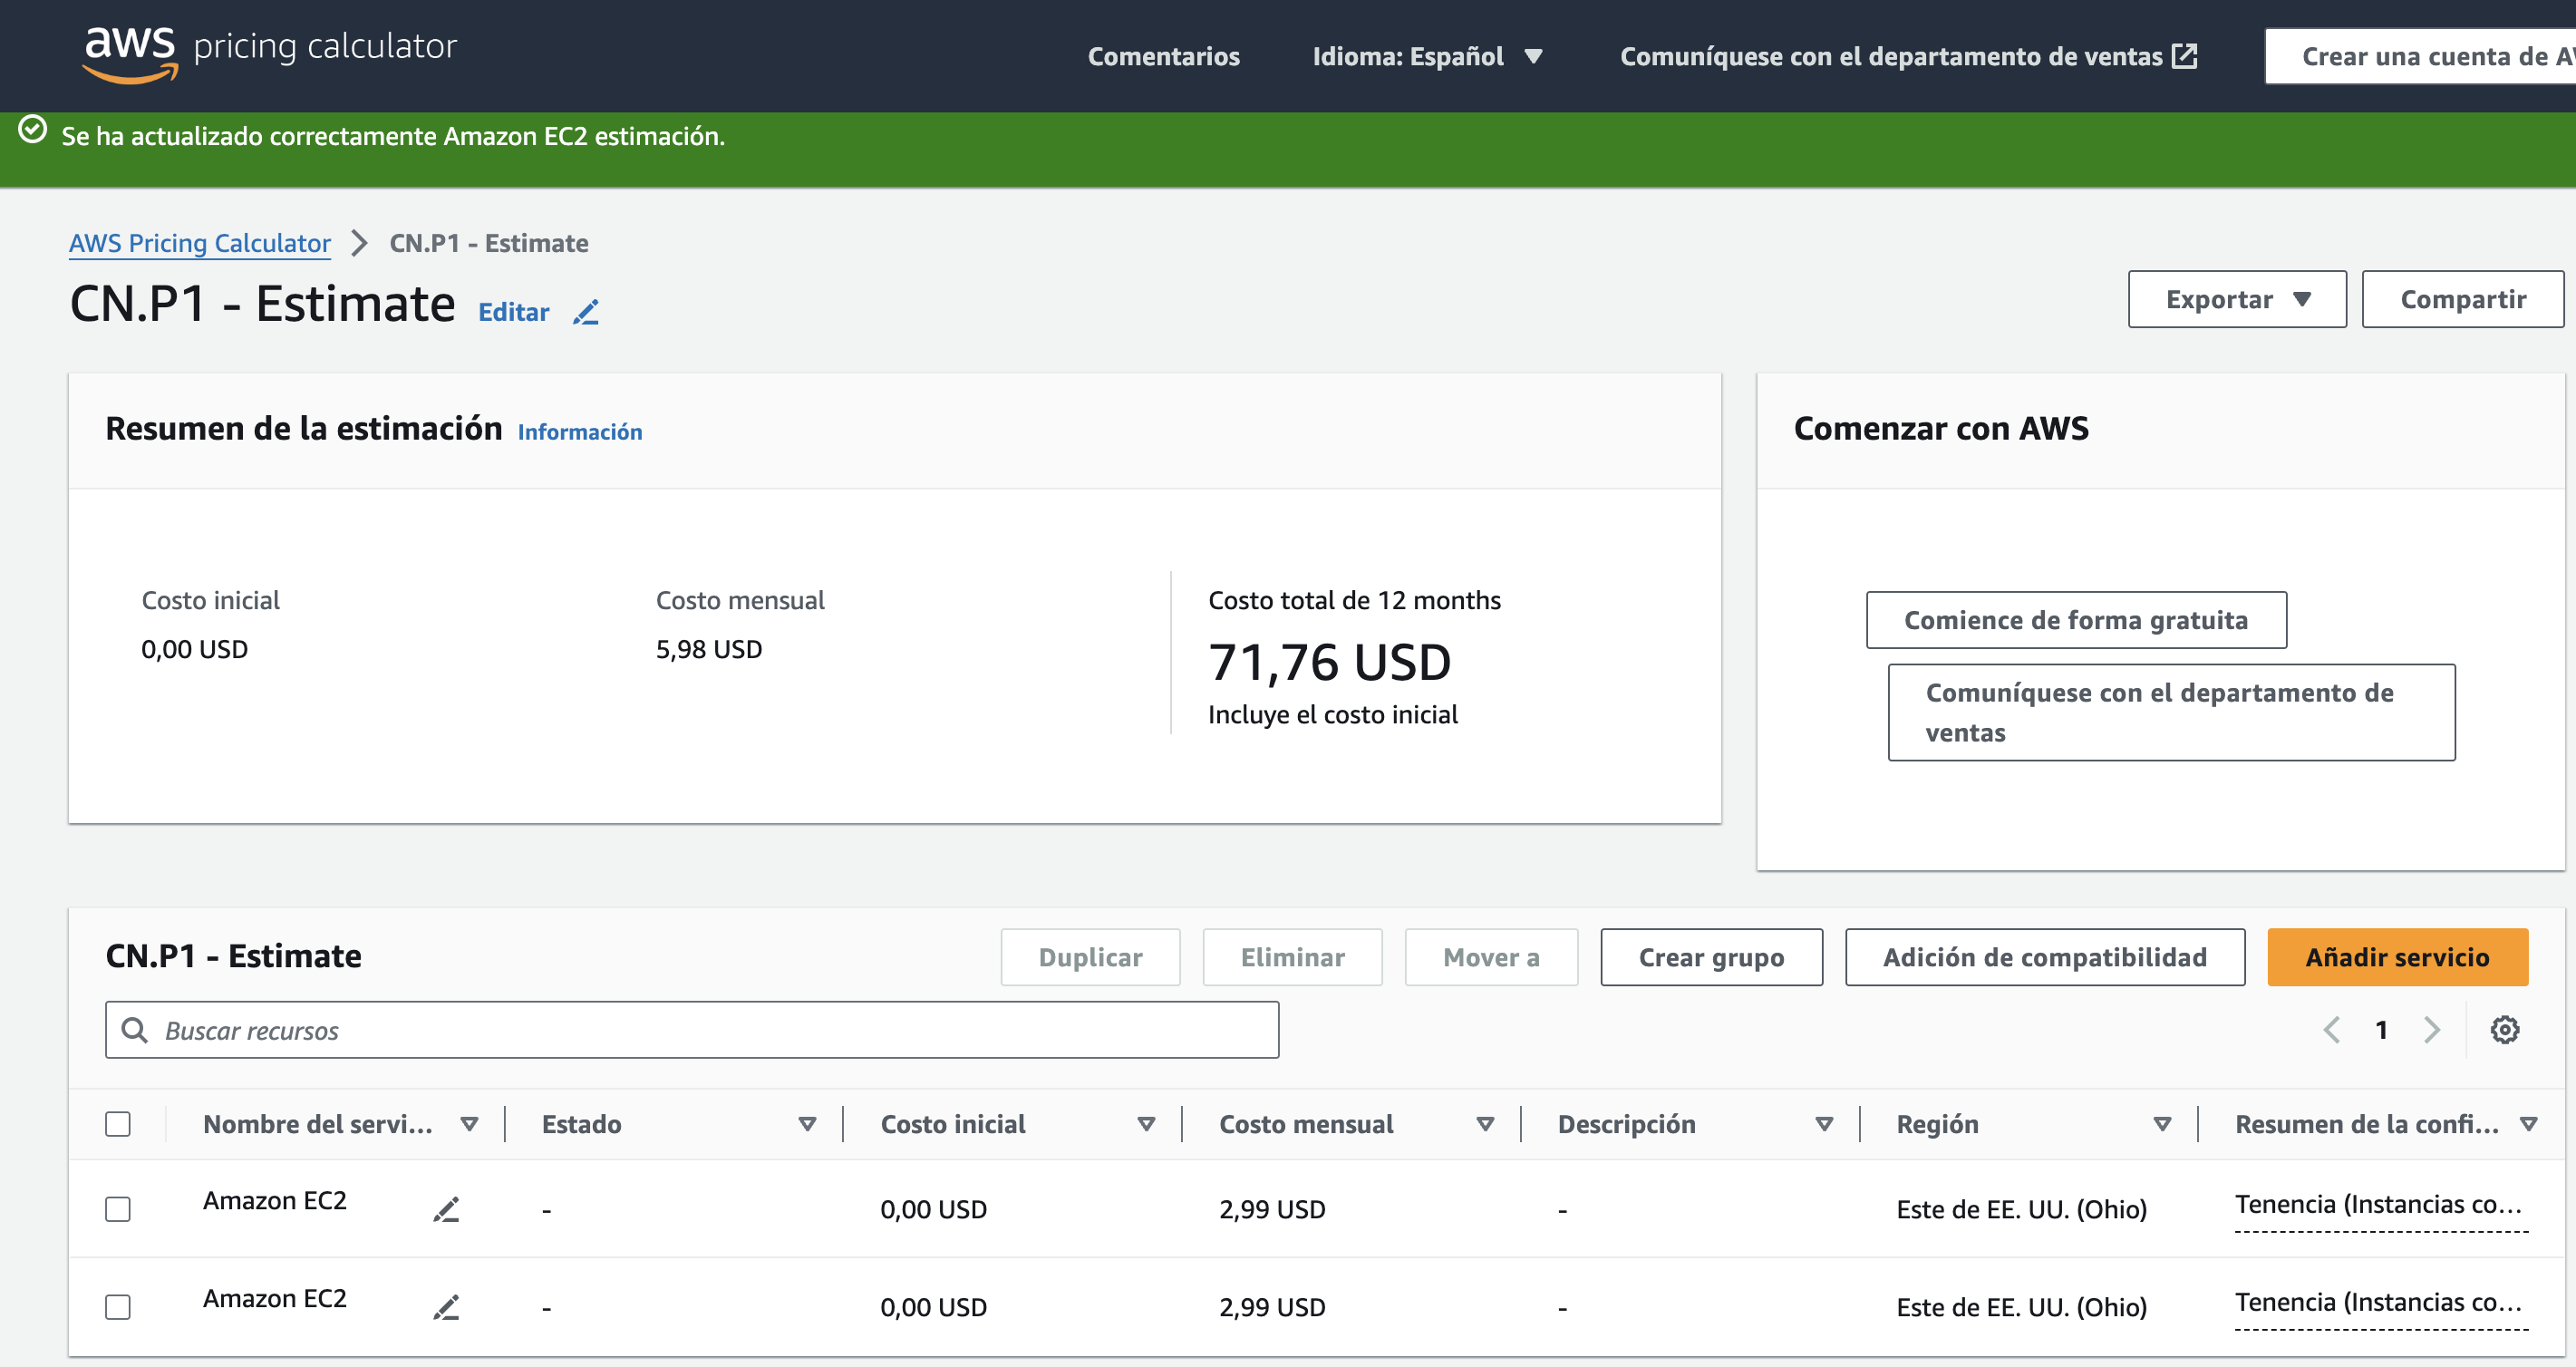 aws pricing calculator
Comentarios
Idioma: Español
Comuníquese con el departamento de ventas
Crear una cuenta de
Se ha actualizado correctamente Amazon EC2 estimación.
AWS Pricing Calculator
CN.P1 - Estimate
CN.P1 - Estimate
Editar
Exportar
Compartir
Resumen de la estimación
Información
Costo inicial
0,00 USD
Costo mensual
5,98 USD
Costo total de 12 months
71,76 USD
Incluye el costo inicial
Comenzar con AWS
Comience de forma gratuita
Comuníquese con el departamento de
ventas
CN.P1 - Estimate
Duplicar
Eliminar
Mover a
Crear grupo
Adición de compatibilidad
Añadir servicio
Buscar recursos
1
Nombre del servi...
Estado
Costo inicial
Costo mensual
Descripción
Región
Resumen de la confi...
Amazon EC2
-
0,00 USD
2,99 USD
-
Este de EE. UU. (Ohio)
Tenencia (Instancias co...
Amazon EC2
-
0,00 USD
2,99 USD
-
Este de EE. UU. (Ohio)
Tenencia (Instancias co...